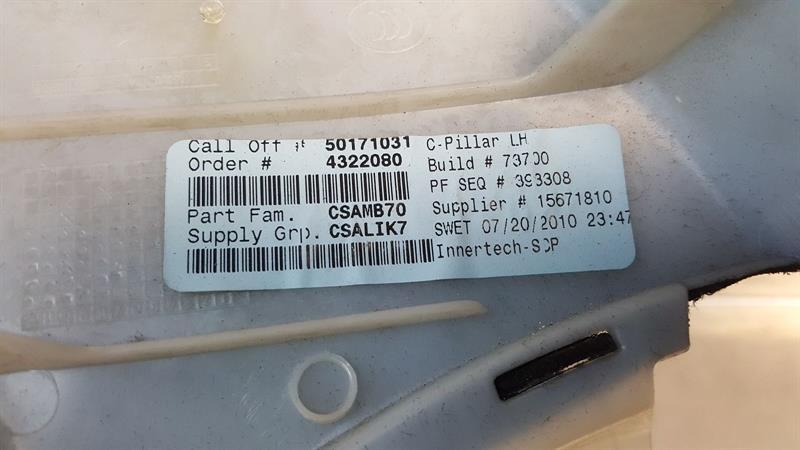 Call Off # 50171031
Order # 4322080
Part Fam. CSAMB70
Supply Grp. CSALIK7
C-Pillar LH
Build # 73700
PF SEQ # 393308
Supplier # 15671810
SWET 07/20/2010 23:47
Innertech-SOP